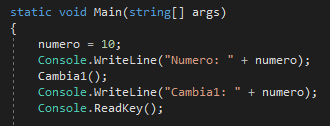 static void Main(string[] args)
{
numero = 10;
Console.WriteLine("Numero: " + numero);
Cambia1();
Console.WriteLine("Cambia1: " + numero);
Console.ReadKey();